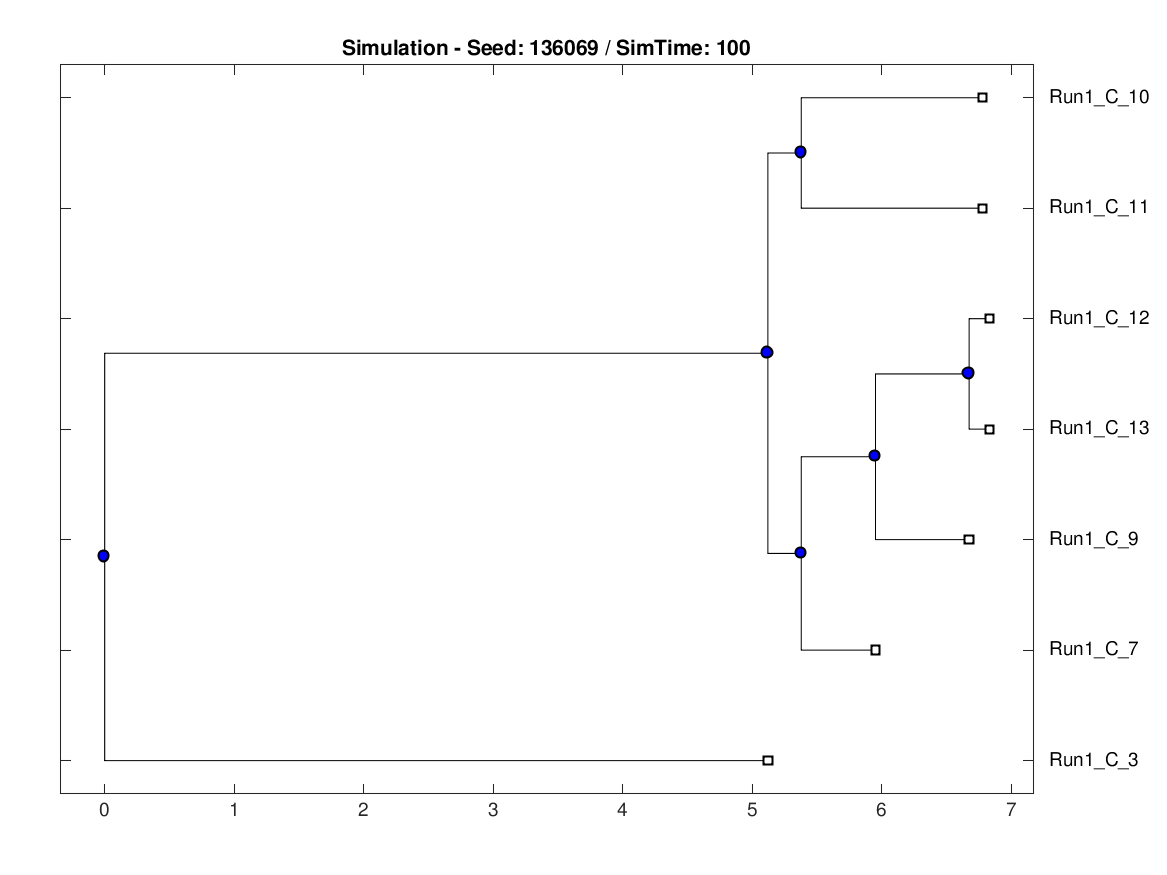 Simulation - Seed: 136069 / SimTime: 100
Run1_C_10
Run1_C_11
Run1_C_12
Run1_C_13
Run1_C_9
Run1_C_7
Run1_C_3
0 1 2 3 4 5 6 7